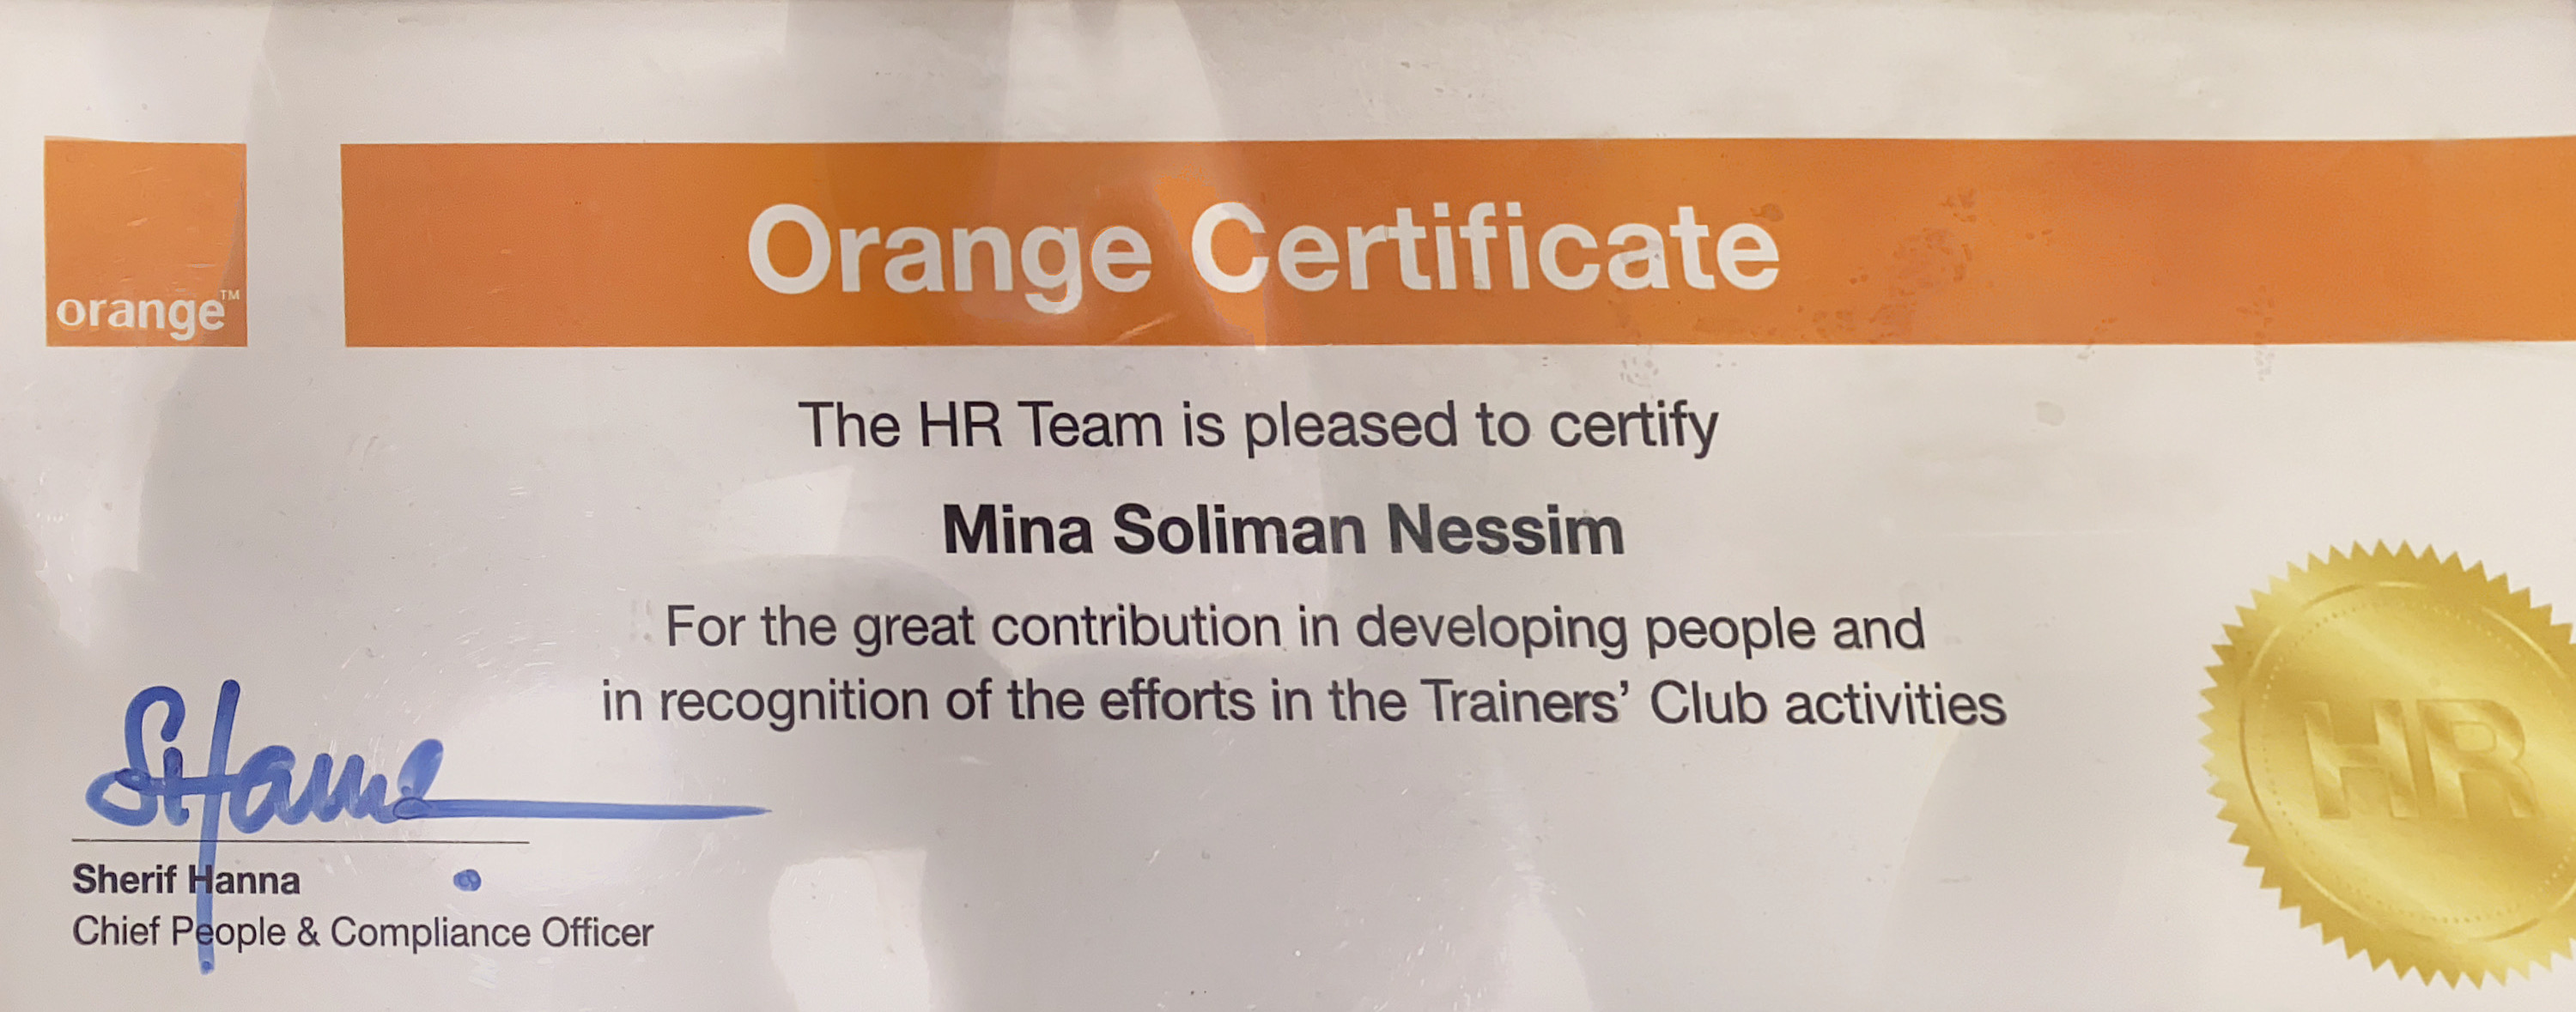 orange™
Orange Certificate
The HR Team is pleased to certify
Mina Soliman Nessim
For the great contribution in developing people and
in recognition of the efforts in the Trainers’ Club activities
HR
Sherif Hanna
Chief People & Compliance Officer